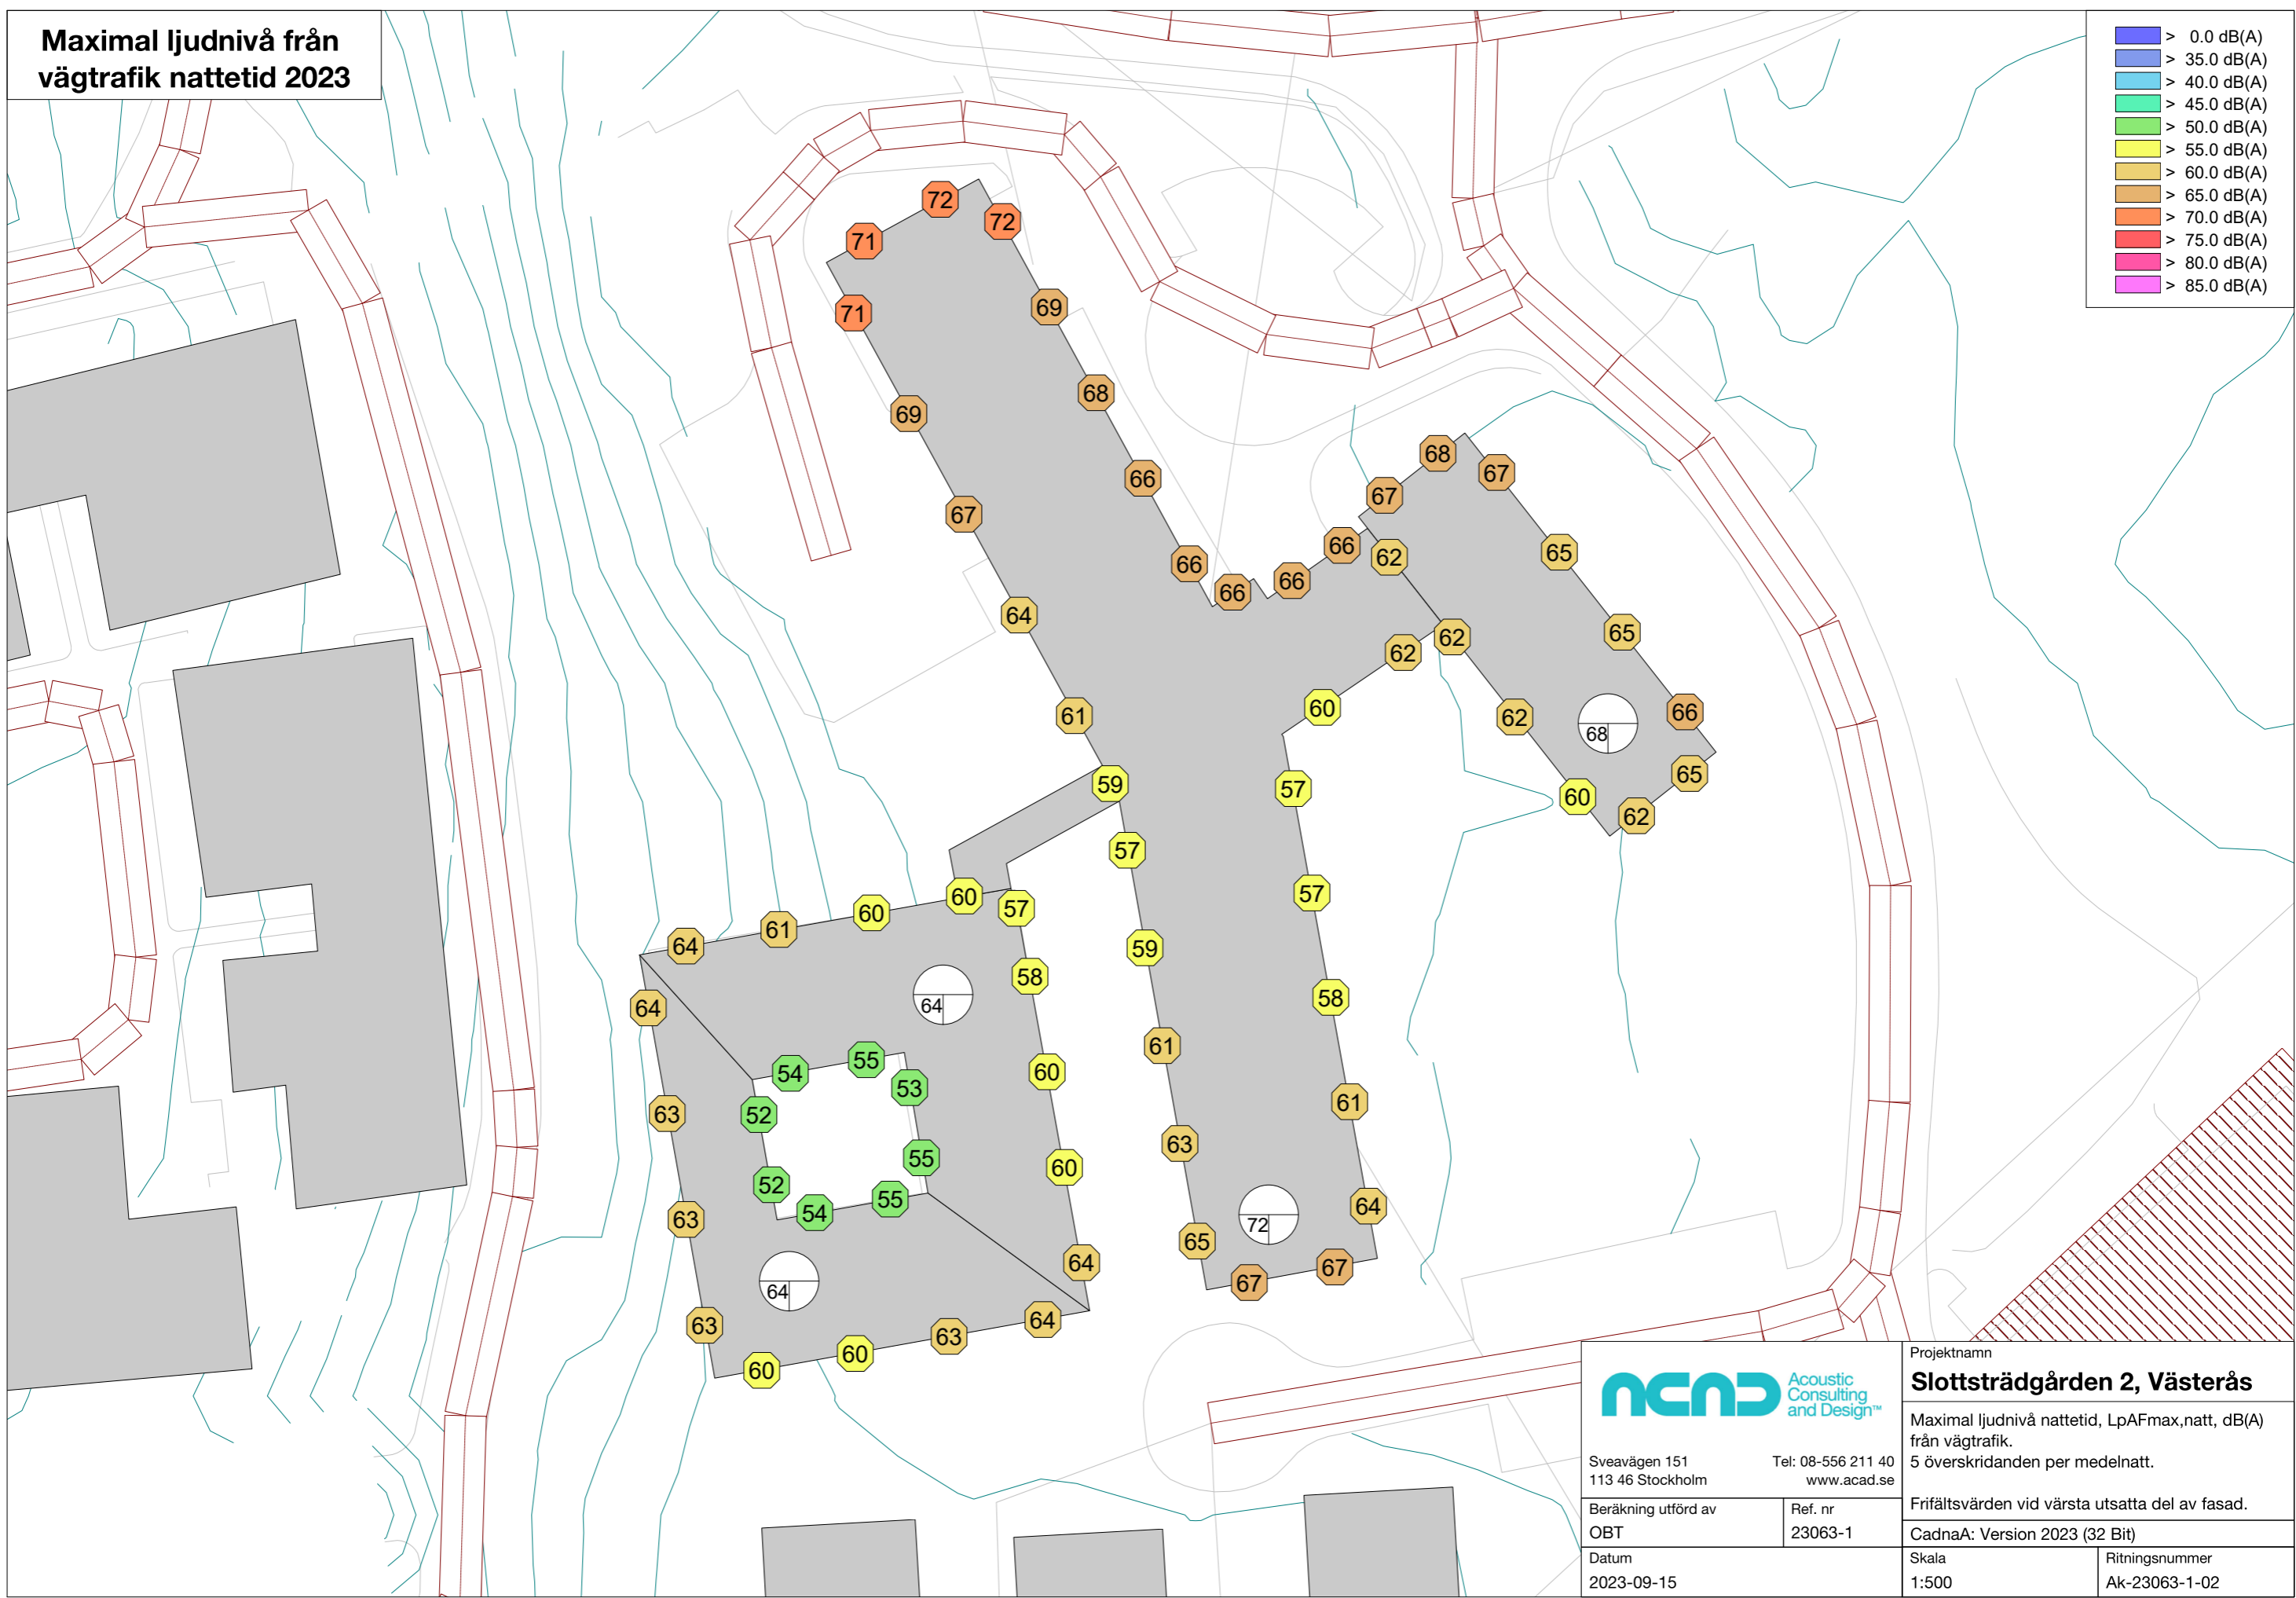 Maximal ljudnivå från
vägtrafik nattetid 2023
> 0.0 dB(A)
> 35.0 dB(A)
> 40.0 dB(A)
> 45.0 dB(A)
> 50.0 dB(A)
> 55.0 dB(A)
> 60.0 dB(A)
> 65.0 dB(A)
> 70.0 dB(A)
> 75.0 dB(A)
> 80.0 dB(A)
> 85.0 dB(A)
72
72
71
71
69
68
69
68
67
66
67
67
66
62
65
66
66
66
64
65
62
62
60
66
62
61
68
65
59
57
60
62
57
57
60
60
61
64
57
59
58
58
64
64
61
60
55
54
53
61
63
52
63
55
60
52
55
54
64
63
72
65
64
64
67
67
64
63
64
63
60
60
ACAD
Acoustic
Consulting
and Design™
Sveavägen 151
113 46 Stockholm
Tel: 08-556 211 40
www.acad.se
Beräkning utförd av
OBT
Ref. nr
23063-1
Datum
2023-09-15
Projektnamn
Slottsträdgården 2, Västerås
Maximal ljudnivå nattetid, LpAFmax,natt, dB(A)
från vägtrafik.
5 överskridanden per medelnatt.
Frifältsvärden vid värsta utsatta del av fasad.
CadnaA: Version 2023 (32 Bit)
Skala
1:500
Ritningsnummer
Ak-23063-1-02